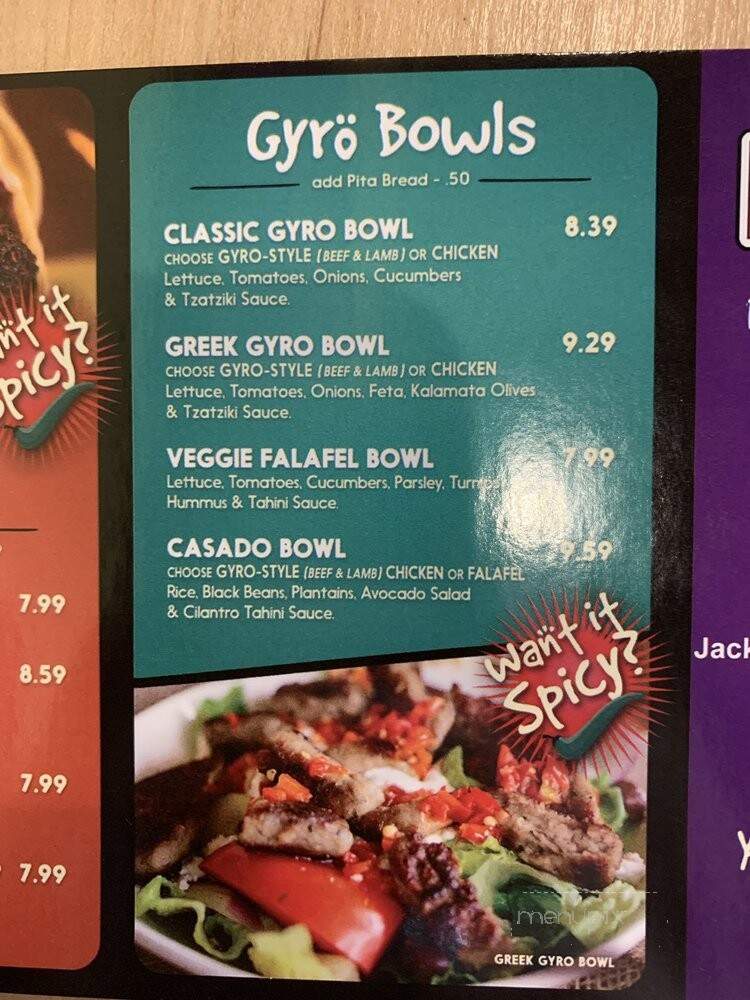 Gyrö Bowls
add Pita Bread - .50
CLASSIC GYRO BOWL 8.39
CHOOSE GYRO-STYLE (BEEF & LAMB) OR CHICKEN
Lettuce, Tomatoes, Onions, Cucumbers
& Tzatziki Sauce.
GREEK GYRO BOWL 9.29
CHOOSE GYRO-STYLE (BEEF & LAMB) OR CHICKEN
Lettuce, Tomatoes, Onions, Feta, Kalamata Olives
& Tzatziki Sauce.
VEGGIE FALAFEL BOWL 7.99
Lettuce, Tomatoes, Cucumbers, Parsley, Turnips
Hummus & Tahini Sauce.
CASADO BOWL 9.59
CHOOSE GYRO-STYLE (BEEF & LAMB) CHICKEN OR FALAFEL
Rice, Black Beans, Plantains, Avocado Salad
& Cilantro Tahini Sauce.
want it
Spicy?
GREEK GYRO BOWL
menupix
it
7.99
8.59
7.99
7.99
Jack